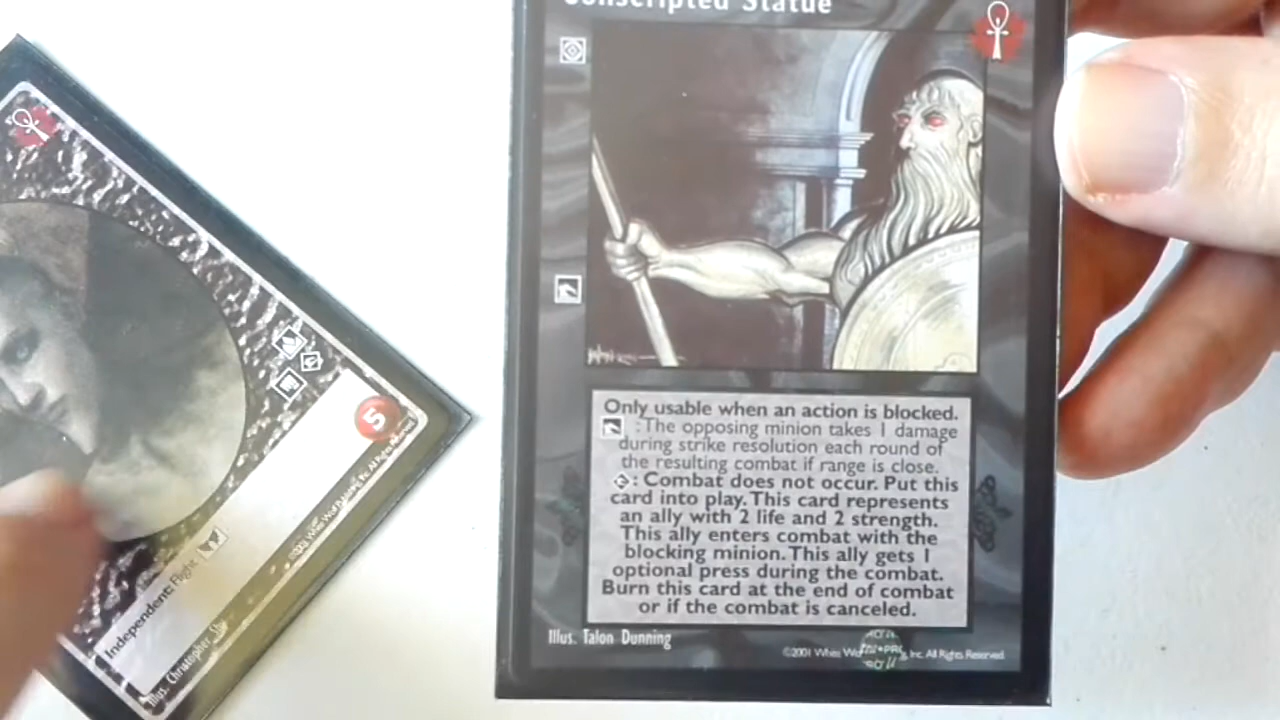 Conscripted Statue
Only usable when an action is blocked.
:The opposing minion takes 1 damage
during strike resolution each round of
the resulting combat if range is close.
: Combat does not occur. Put this
card into play. This card represents
an ally with 2 life and 2 strength.
This ally enters combat with the
blocking minion. This ally gets 1
optional press during the combat.
Burn this card at the end of combat
or if the combat is canceled.
Illus. Talon Dunning
©2001 White Wo Inc. All Rights Reserved.
5
Independent: Flight
Illus. Christopher